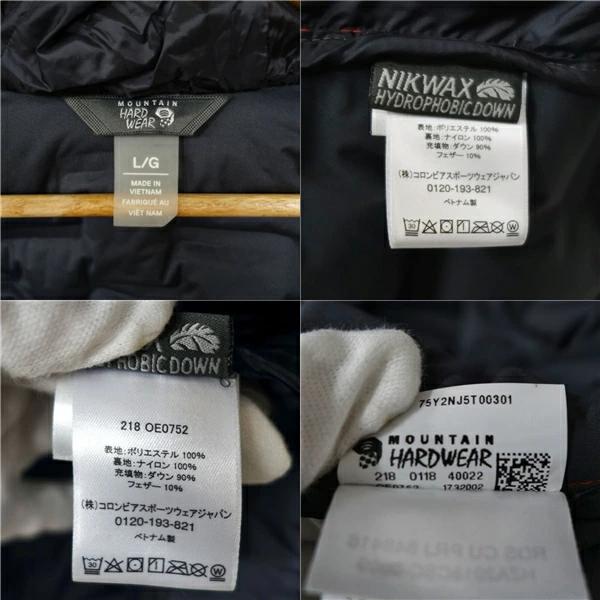 MOUNTAIN
HARD
WEAR
L/G
MADE IN
VIETNAM
FABRIQUÉ AU
VIÊT NAM
NIKWAX
HYDROPHOBIC DOWN
表地:ポリエステル 100%
裏地:ナイロン 100%
充填物:ダウン 90%
フェザー 10%
(株)コロンビアスポーツウェアジャパン
0120-193-821
ベトナム製
PHOBIC DOWN
218 OE0752
表地:ポリエステル 100%
裏地:ナイロン 100%
充填物:ダウン 90%
フェザー 10%
(株)コロンビアスポーツウェアジャパン
0120-193-821
ベトナム製
75Y2NJ5T00301
MOUNTAIN
HARDWEAR
218 0118 40022
OE0752 1732002